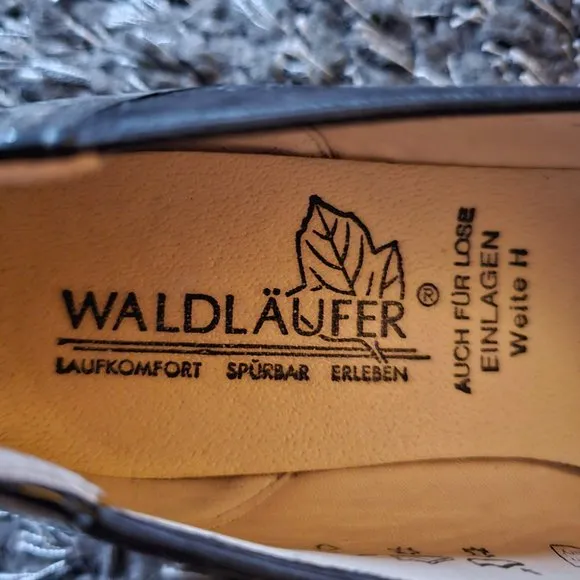 WALDLÄUFER®
LAUFKOMFORT SPÜRBAR ERLEBEN
AUCH FÜR LOSE
EINLAGEN
Weite H